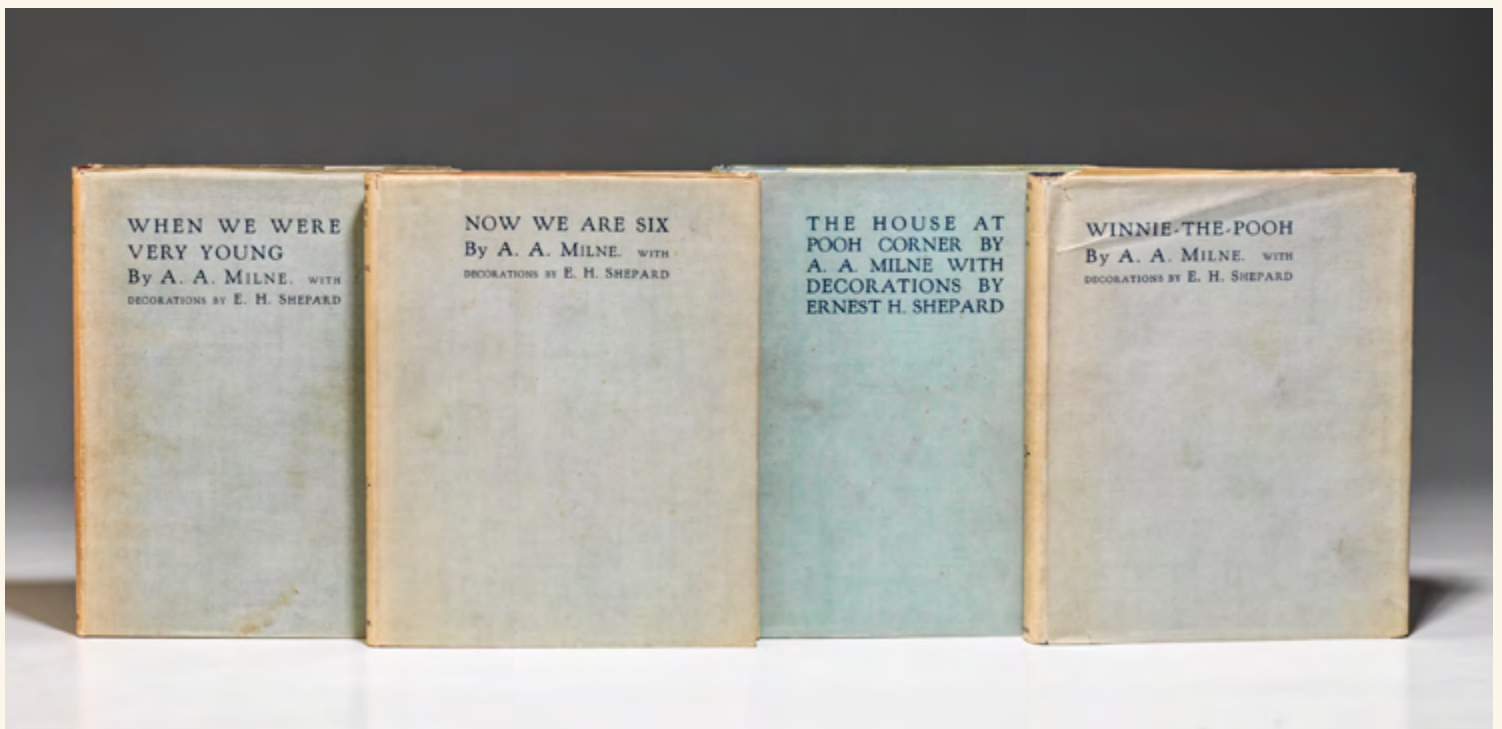 WHEN WE WERE
VERY YOUNG
By A. A. MILNE. WITH
DECORATIONS BY E. H. SHEPARD
NOW WE ARE SIX
By A. A. MILNE. WITH
DECORATIONS BY E. H. SHEPARD
THE HOUSE AT
POOH CORNER BY
A. A. MILNE WITH
DECORATIONS BY
ERNEST H. SHEPARD
WINNIE-THE-POOH
By A. A. MILNE. WITH
DECORATIONS BY E. H. SHEPARD